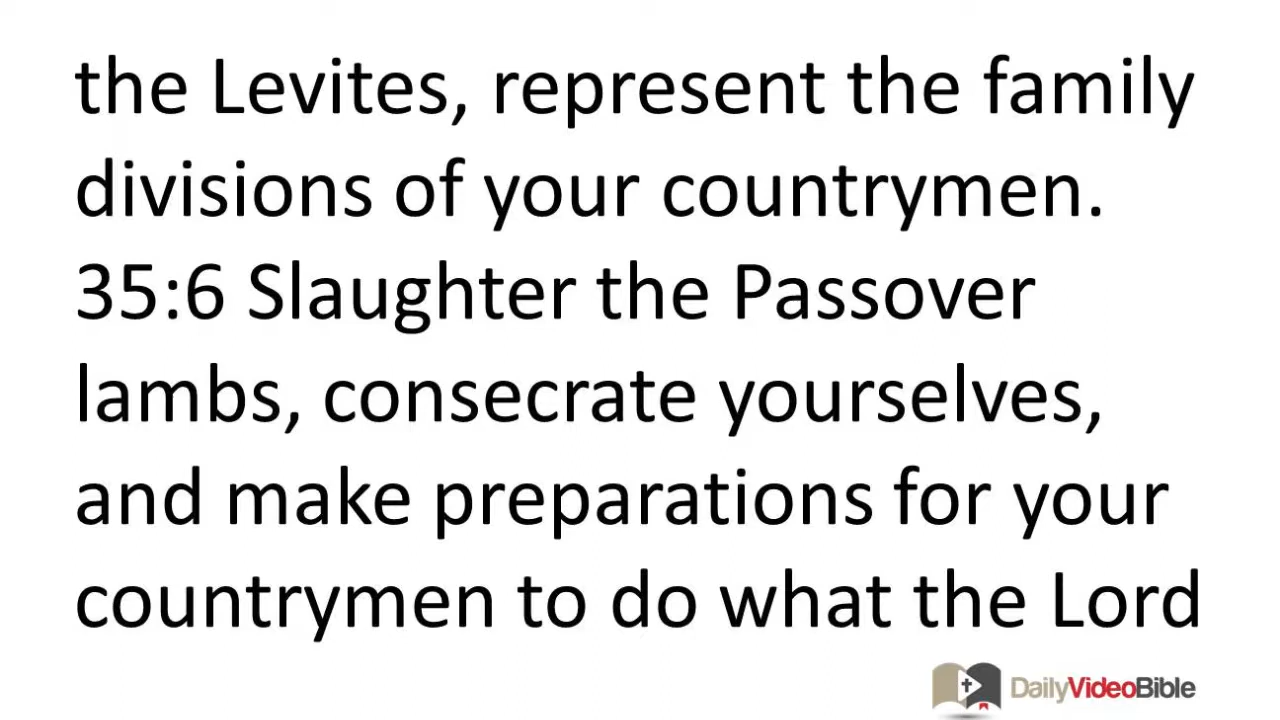 the Levites, represent the family
divisions of your countrymen.
35:6 Slaughter the Passover
lambs, consecrate yourselves,
and make preparations for your
countrymen to do what the Lord
DailyVideoBible